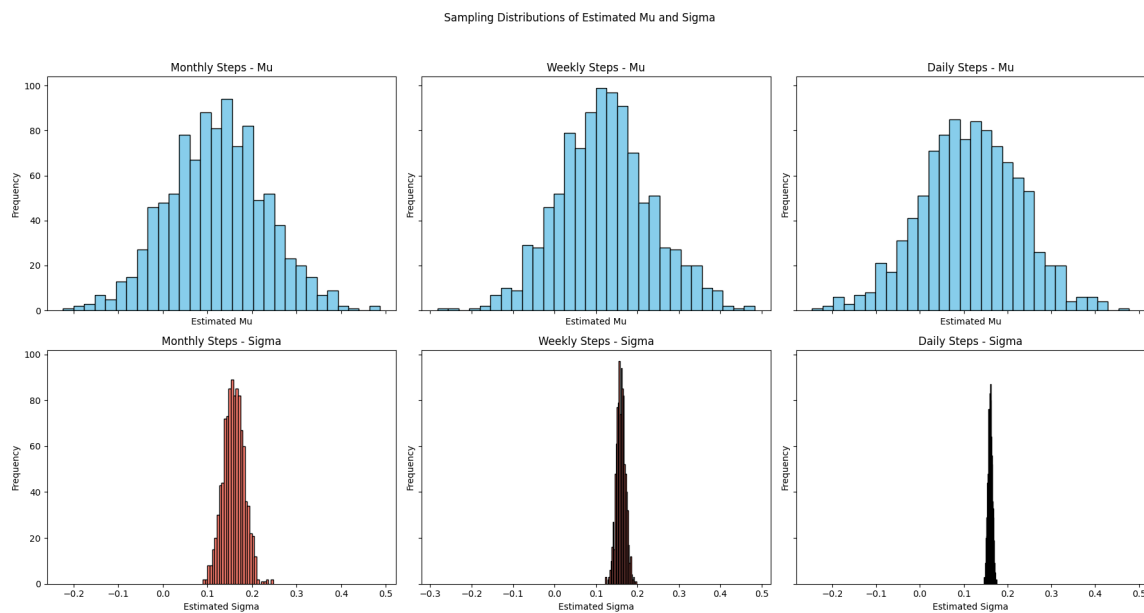 Sampling Distributions of Estimated Mu and Sigma
Monthly Steps - Mu
Weekly Steps - Mu
Daily Steps - Mu
100
80
60
40
20
0
Frequency
Frequency
Frequency
Estimated Mu
Estimated Mu
Estimated Mu
Monthly Steps - Sigma
Weekly Steps - Sigma
Daily Steps - Sigma
100
80
60
40
20
0
Frequency
Frequency
Frequency
−0.2 −0.1 0.0 0.1 0.2 0.3 0.4 0.5
−0.3 −0.2 −0.1 0.0 0.1 0.2 0.3 0.4 0.5
−0.2 −0.1 0.0 0.1 0.2 0.3 0.4 0.5
Estimated Sigma
Estimated Sigma
Estimated Sigma